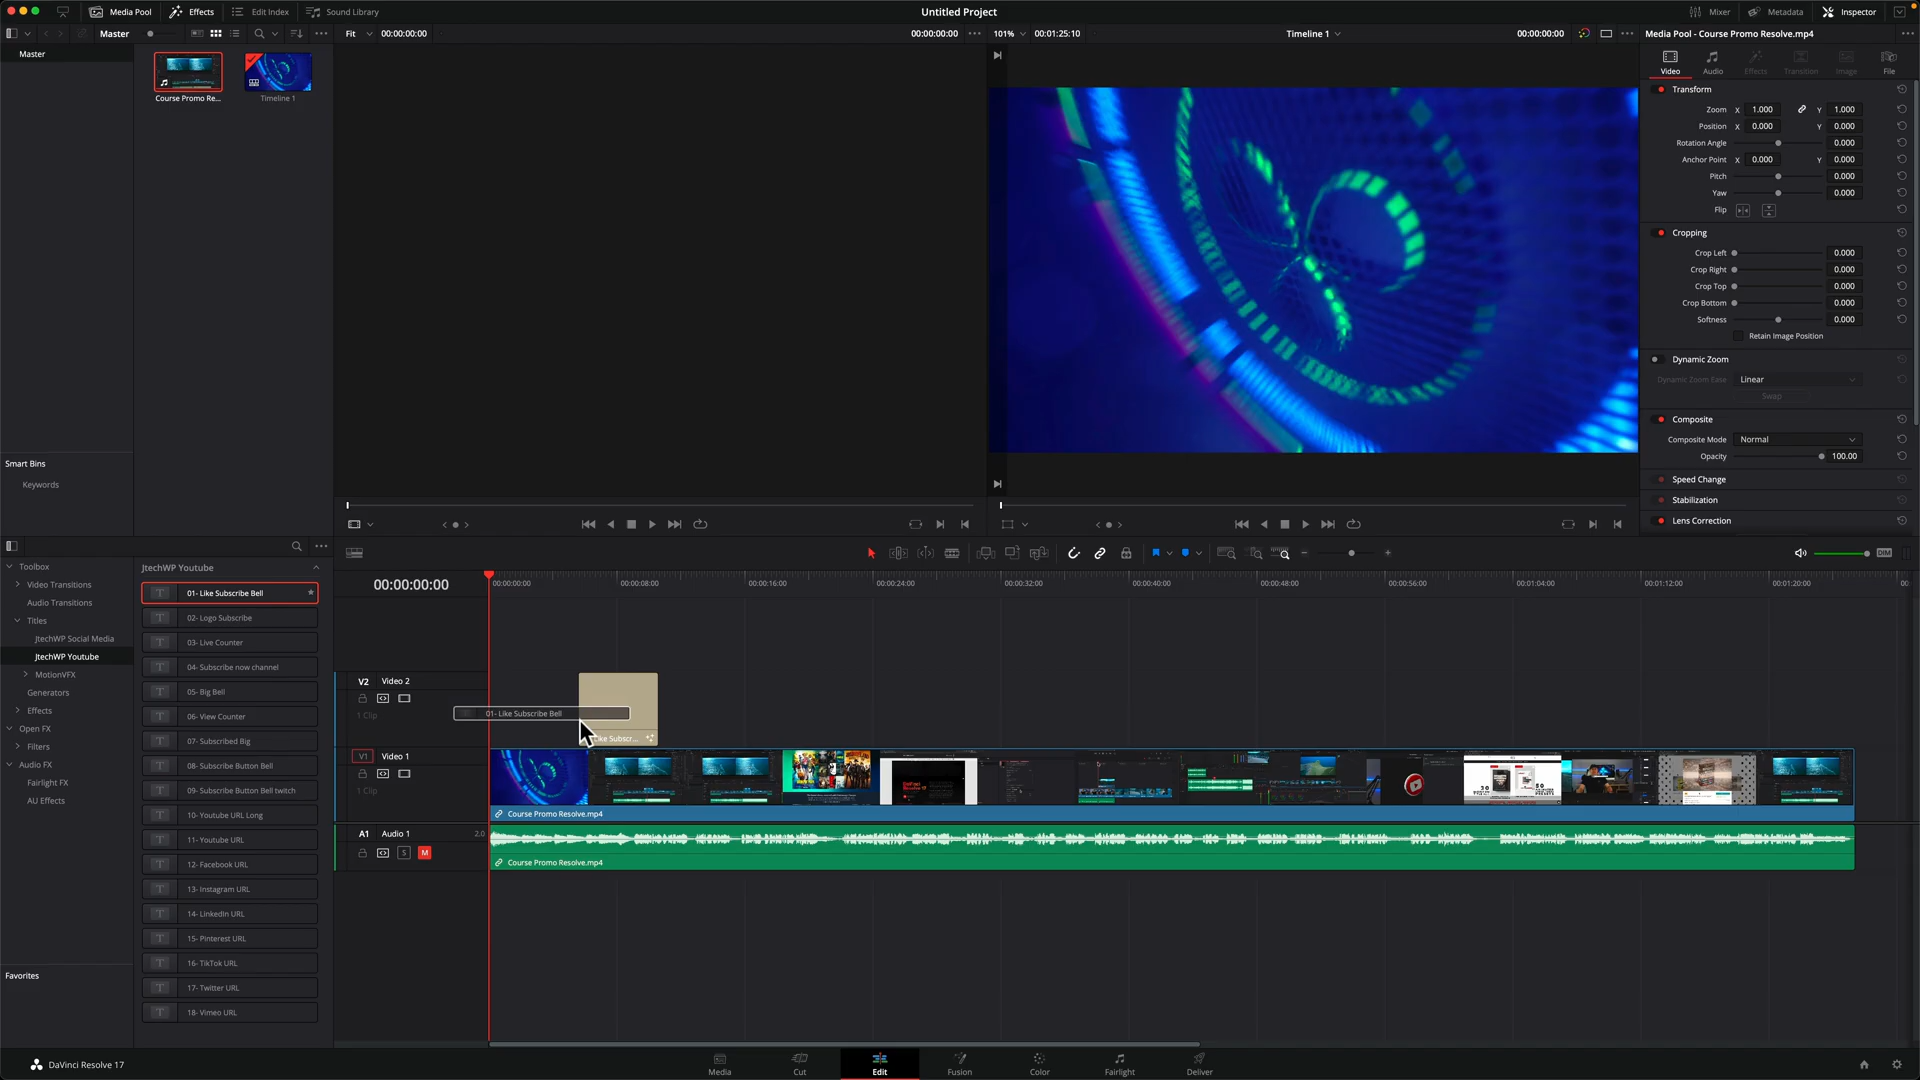 Media Pool
Effects
Edit Index
Sound Library
Untitled Project
Mixer
Metadata
Inspector
Master
Fit
00:00:00:00
00:00:00:00
101%
00:01:25:10
Timeline 1
00:00:00:00
Media Pool - Course Promo Resolve.mp4
Master
Course Promo Re...
Timeline 1
Video
Audio
Effects
Transition
Image
File
Transform
Zoom X 1.000 Y 1.000
Position X 0.000 Y 0.000
Rotation Angle 0.000
Anchor Point X 0.000 Y 0.000
Pitch 0.000
Yaw 0.000
Flip
Cropping
Crop Left 0.000
Crop Right 0.000
Crop Top 0.000
Crop Bottom 0.000
Softness 0.000
Retain Image Position
Dynamic Zoom
Dynamic Zoom Ease Linear
Swap
Composite
Composite Mode Normal
Opacity 100.00
Speed Change
Stabilization
Lens Correction
Smart Bins
Keywords
DIM
Toolbox
Video Transitions
Audio Transitions
Titles
JtechWP Social Media
JtechWP Youtube
MotionVFX
Generators
Effects
Open FX
Filters
Audio FX
Fairlight FX
AU Effects
Favorites
JtechWP Youtube
01- Like Subscribe Bell
02- Logo Subscribe
03- Live Counter
04- Subscribe now channel
05- Big Bell
06- View Counter
07- Subscribed Big
08- Subscribe Button Bell
09- Subscribe Button Bell twitch
10- Youtube URL Long
11- Youtube URL
12- Facebook URL
13- Instagram URL
14- LinkedIn URL
15- Pinterest URL
16- TikTok URL
17- Twitter URL
18- Vimeo URL
00:00:00:00
00:00:00:00
00:00:08:00
00:00:16:00
00:00:24:00
00:00:32:00
00:00:40:00
00:00:48:00
00:00:56:00
00:01:04:00
00:01:12:00
00:01:20:00
V2 Video 2
1 Clip
01- Like Subscribe Bell
Like Subscr...
V1 Video 1
1 Clip
Course Promo Resolve.mp4
A1 Audio 1 2.0
S M
Course Promo Resolve.mp4
DaVinci Resolve 17
Media
Cut
Edit
Fusion
Color
Fairlight
Deliver